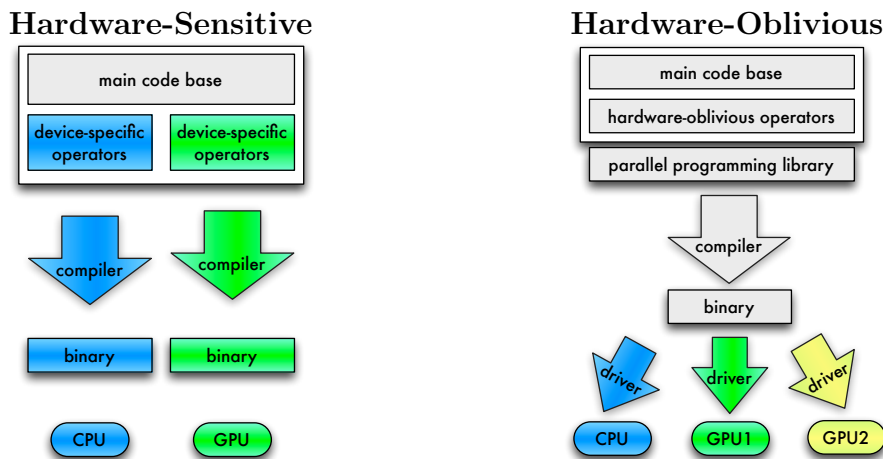 Hardware-Sensitive
main code base
device-specific
operators
device-specific
operators
compiler
compiler
binary
binary
CPU
GPU
Hardware-Oblivious
main code base
hardware-oblivious operators
parallel programming library
compiler
binary
driver
driver
driver
CPU
GPU1
GPU2